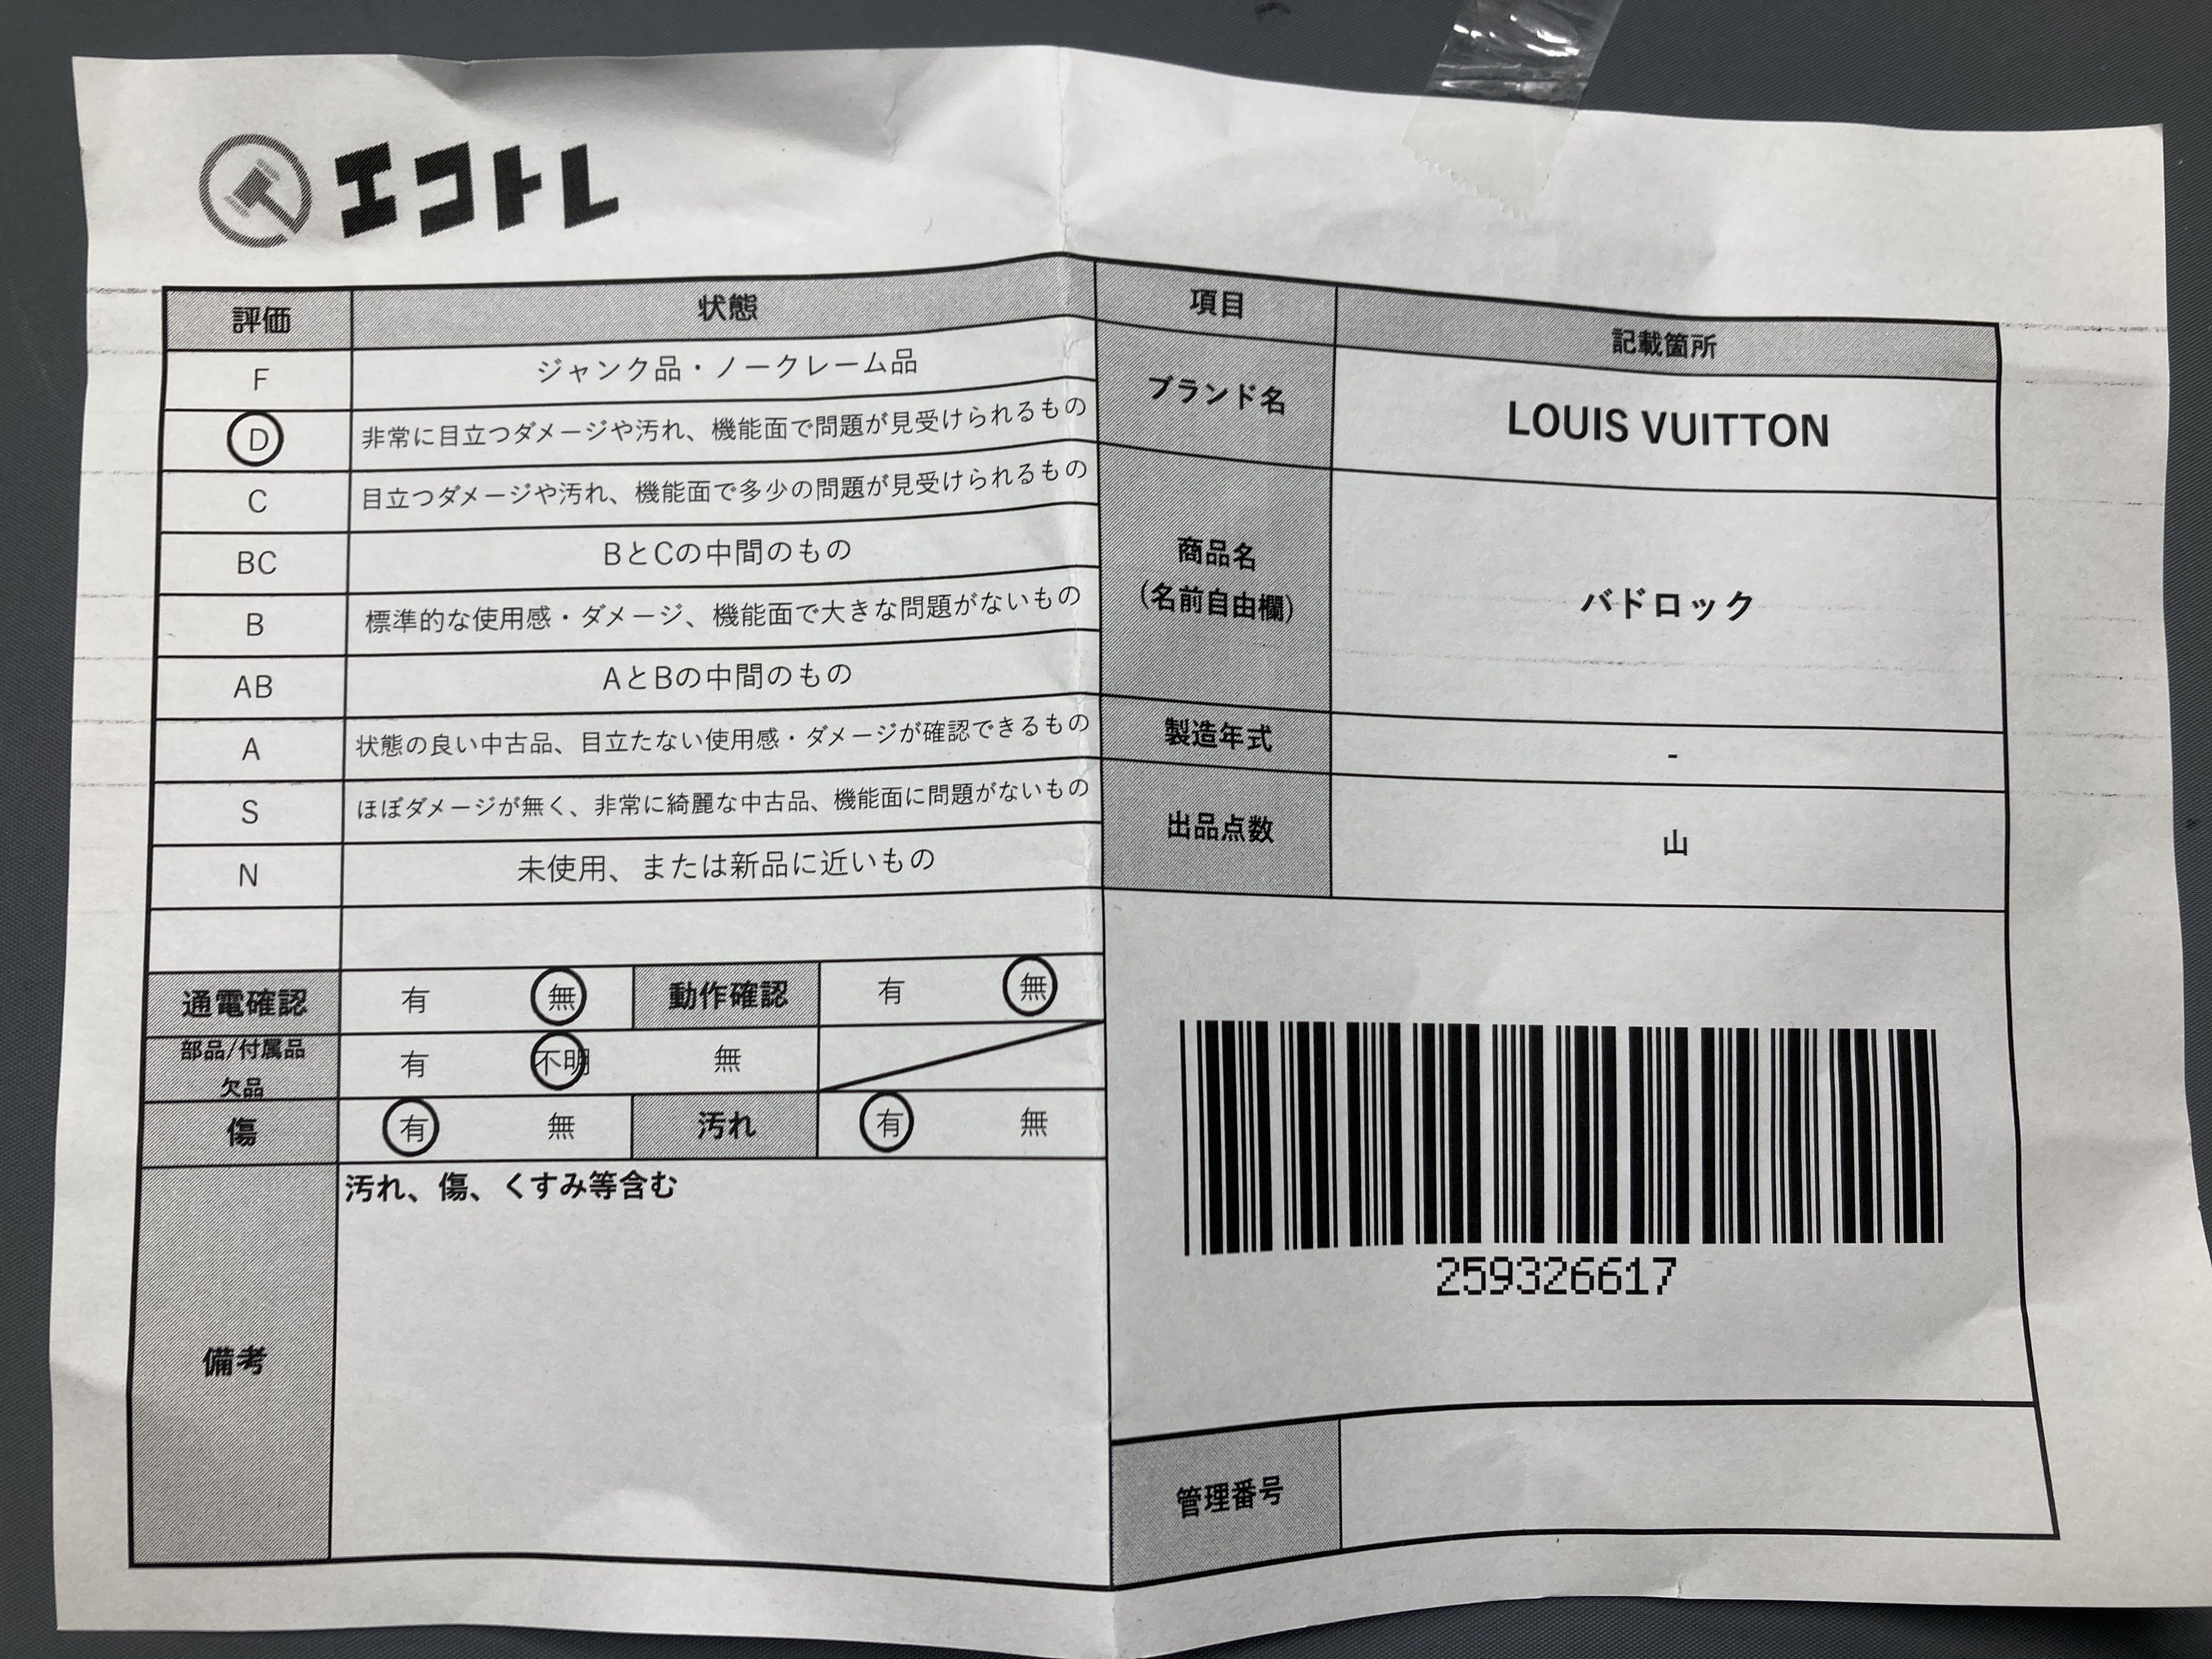 エコトレ
評価 状態
F ジャンク品・ノークレーム品
D 非常に目立つダメージや汚れ、機能面で問題が見受けられるもの
C 目立つダメージや汚れ、機能面で多少の問題が見受けられるもの
BC BとCの中間のもの
B 標準的な使用感・ダメージ、機能面で大きな問題がないもの
AB AとBの中間のもの
A 状態の良い中古品、目立たない使用感・ダメージが確認できるもの
S ほぼダメージが無く、非常に綺麗な中古品、機能面に問題がないもの
N 未使用、または新品に近いもの
通電確認 有 無 動作確認 有 無
部品/付属品
欠品 有 不明 無
傷 有 無 汚れ 有 無
備考 汚れ、傷、くすみ等含む
項目 記載箇所
ブランド名 LOUIS VUITTON
商品名
(名前自由欄) バドロック
製造年式 -
出品点数 山
259326617
管理番号